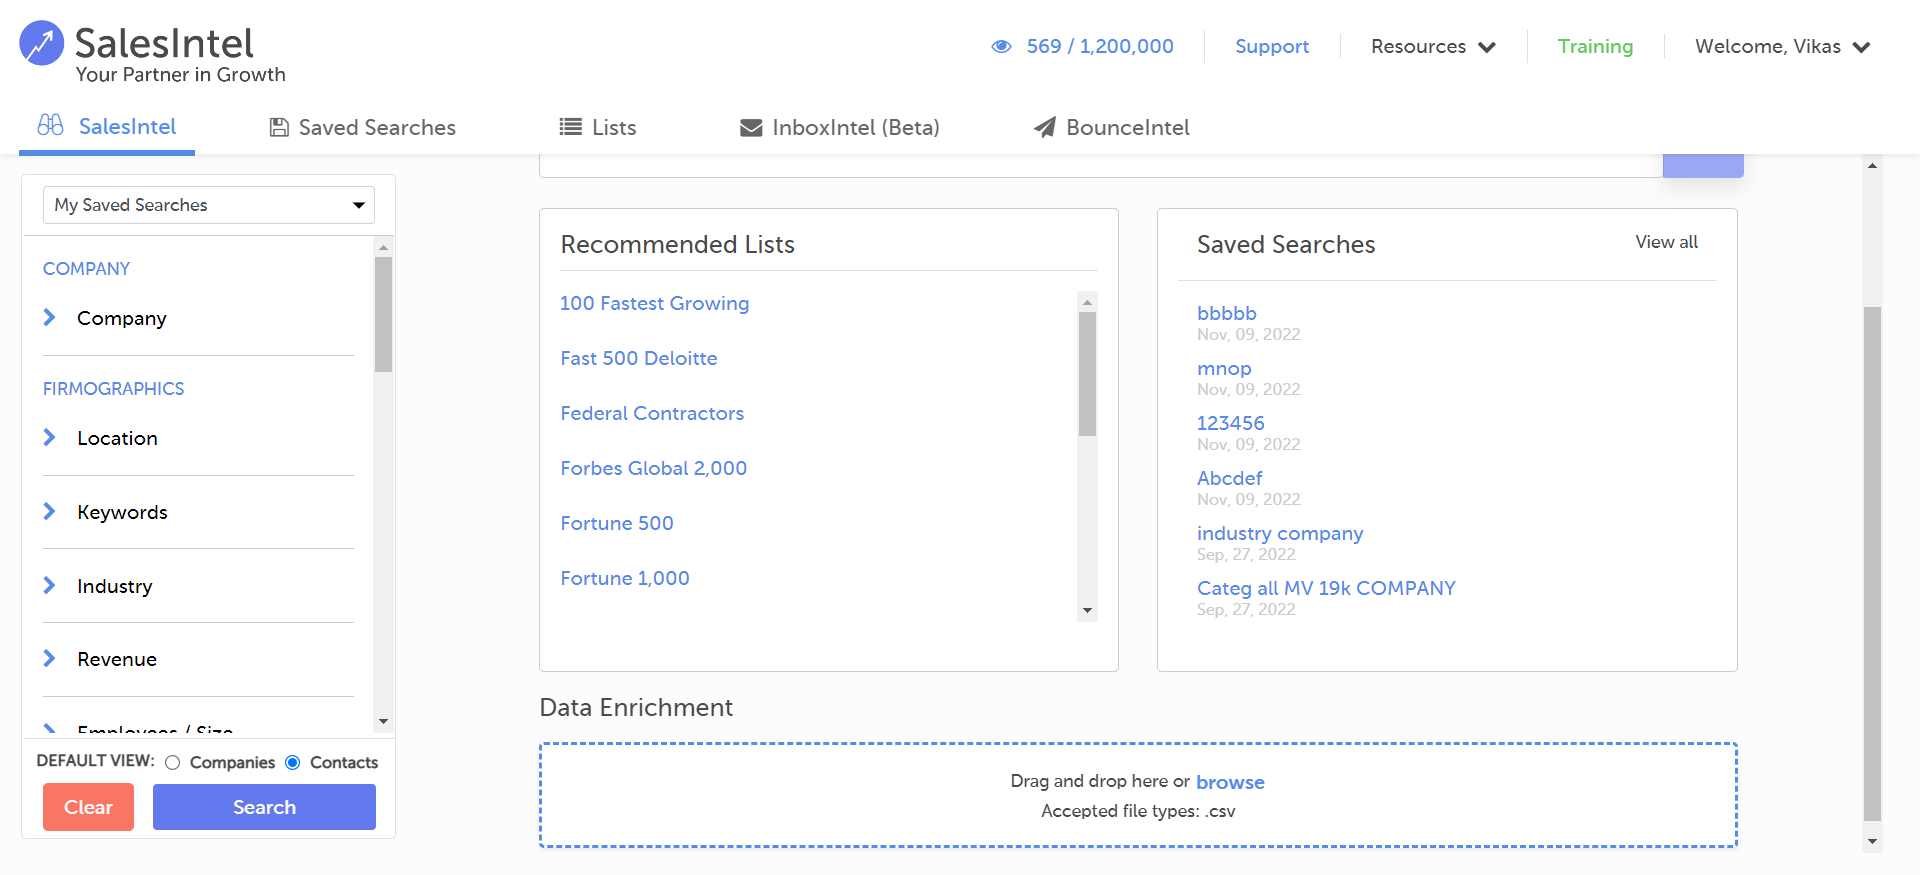 SalesIntel
Your Partner in Growth
569 / 1,200,000
Support
Resources
Training
Welcome, Vikas
SalesIntel
Saved Searches
Lists
InboxIntel (Beta)
BounceIntel
My Saved Searches
COMPANY
Company
FIRMOGRAPHICS
Location
Keywords
Industry
Revenue
Employees / Size
DEFAULT VIEW: Companies Contacts
Clear
Search
Recommended Lists
100 Fastest Growing
Fast 500 Deloitte
Federal Contractors
Forbes Global 2,000
Fortune 500
Fortune 1,000
Saved Searches
View all
bbbbb
Nov, 09, 2022
mnop
Nov, 09, 2022
123456
Nov, 09, 2022
Abcdef
Nov, 09, 2022
industry company
Sep, 27, 2022
Categ all MV 19k COMPANY
Sep, 27, 2022
Data Enrichment
Drag and drop here or browse
Accepted file types: .csv